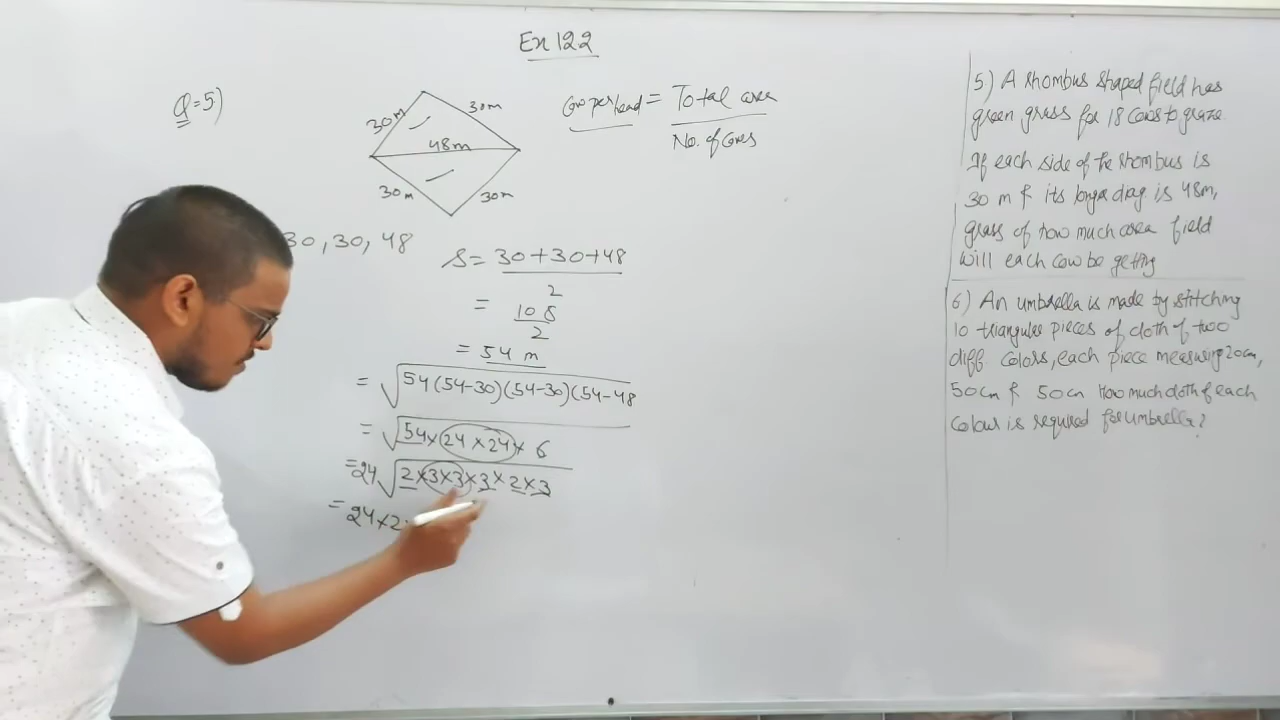 Ex 12.2
Q=5)
30m
30m
48m
30m
30m
Cow per head = Total area
No. of cows
30, 30, 48
S = 30+30+48
2
= 108
2
= 54 m
= √54(54-30)(54-30)(54-48
= √54×24×24×6
=24√2×3×3×3×2×3
= 24×2
5) A rhombus shaped field has
green grass for 18 cows to graze.
If each side of the rhombus is
30 m & its longer diag is 48m,
grass of how much area field
will each cow be getting
6) An umbrella is made by stitching
10 triangular pieces of cloth of two
diff. colors, each piece measuring 20cm,
50cm & 50cm How much cloth of each
colour is required for umbrella?